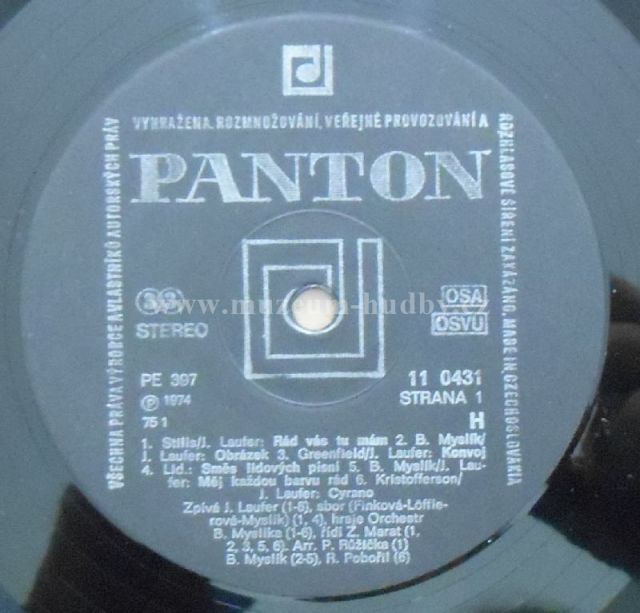 VŠECHNA PRÁVA VÝROBCE A VLASTNÍKŮ AUTORSKÝCH PRÁV
VYHRAŽENA. ROZMNOŽOVÁNÍ, VEŘEJNÉ PROVOZOVÁNÍ A
ROZHLASOVÉ ŠÍŘENÍ ZAKÁZÁNO. MADE IN CZECHOSLOVAKIA
PANTON
www.muzeum-hudby.cz
33
STEREO
OSA
OSVU
PE 397
11 0431
℗ 1974
STRANA 1
75 1
H
1. Stills/J. Laufer: Rád vás tu mám 2. B. Myslík/
J. Laufer: Obrázek 3. Greenfield/J. Laufer: Konvoj
4. Lid.: Směs lidových písní 5. B. Myslík/J. Lau-
fer: Měj každou barvu rád 6. Kristofferson/
J. Laufer: Cyrano
Zpívá J. Laufer (1-6), sbor (Finková-Löffle-
rová-Myslík) (1, 4), hraje Orchestr
B. Myslíka (1-6), řídí Z. Marat (1,
2, 3, 5, 6). Arr. P. Růžička (1)
B. Myslík (2-5), R. Pobořil (6)